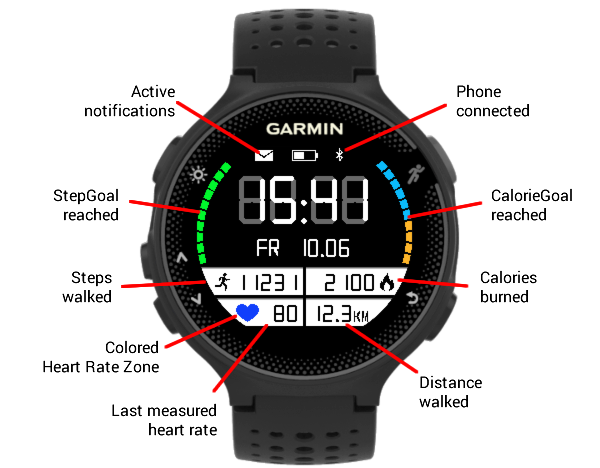 Active
notifications
Phone
connected
GARMIN
15:41
StepGoal
reached
CalorieGoal
reached
FR 10.06
Steps
walked
11231
2100
Calories
burned
80
12.3KM
Colored
Heart Rate Zone
Distance
walked
Last measured
heart rate